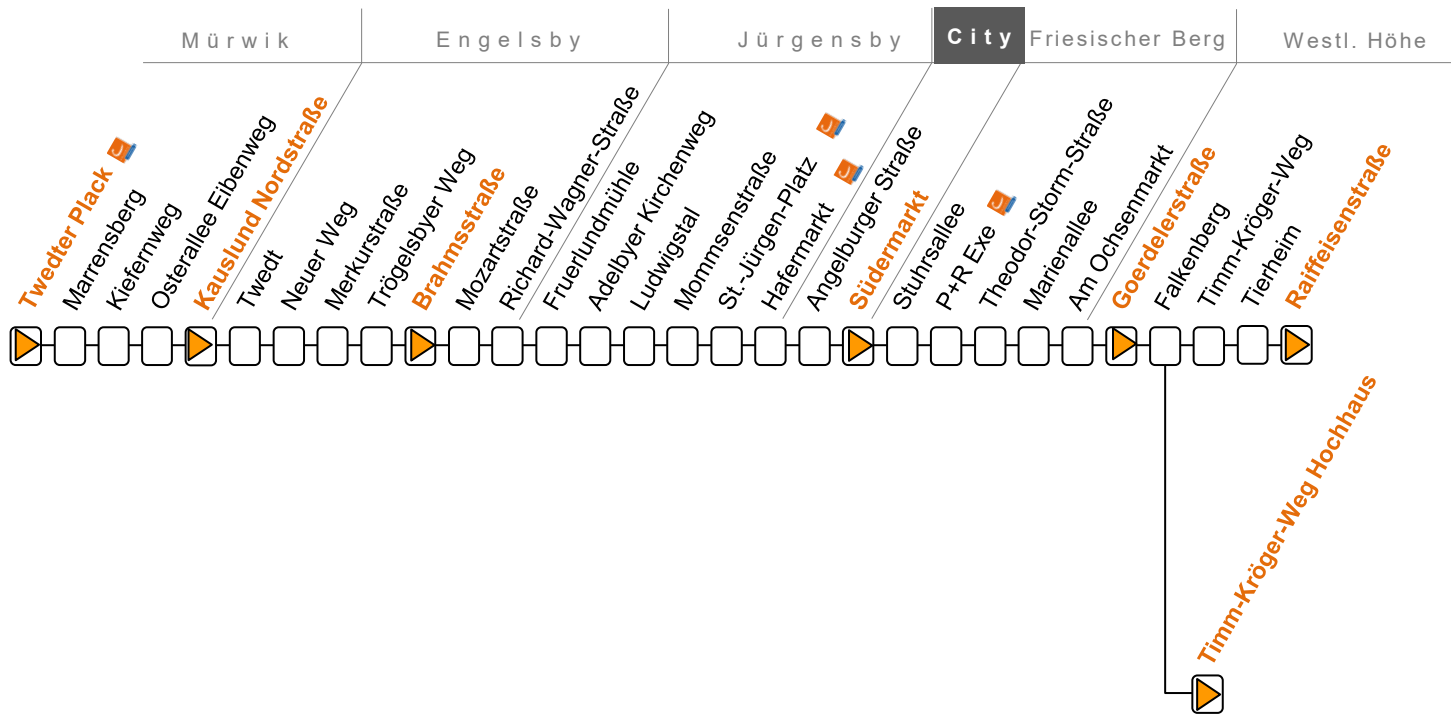 Mürwik
Engelsby
Jürgensby
City
Friesischer Berg
Westl. Höhe
Twedter Plack
Marrensberg
Kiefernweg
Osterallee Eibenweg
Kauslund Nordstraße
Twedt
Neuer Weg
Merkurstraße
Trögelsbyer Weg
Brahmsstraße
Mozartstraße
Richard-Wagner-Straße
Fruerlundmühle
Adelbyer Kirchenweg
Ludwigstal
Mommsenstraße
St.-Jürgen-Platz
Hafermarkt
Angelburger Straße
Südermarkt
Stuhrsallee
P+R Exe
Theodor-Storm-Straße
Marienallee
Am Ochsenmarkt
Goerdelerstraße
Falkenberg
Timm-Kröger-Weg
Tierheim
Raiffeisenstraße
Timm-Kröger-Weg Hochhaus